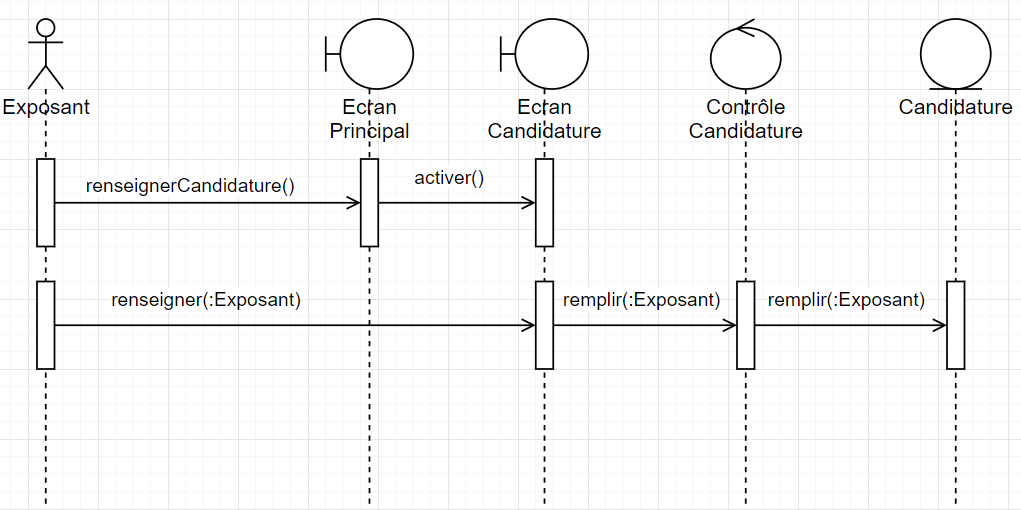 Exposant
Ecran
Principal
Ecran
Candidature
Contrôle
Candidature
Candidature
renseignerCandidature()
activer()
renseigner(:Exposant)
remplir(:Exposant)
remplir(:Exposant)